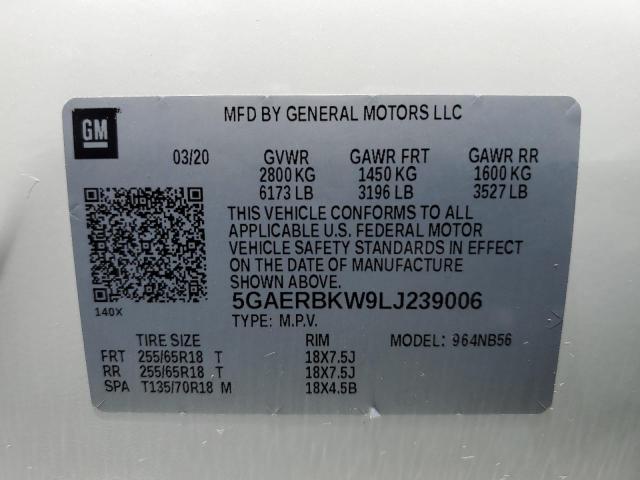 GM
MFD BY GENERAL MOTORS LLC
03/20 GVWR GAWR FRT GAWR RR
2800 KG 1450 KG 1600 KG
6173 LB 3196 LB 3527 LB
THIS VEHICLE CONFORMS TO ALL
APPLICABLE U.S. FEDERAL MOTOR
VEHICLE SAFETY STANDARDS IN EFFECT
ON THE DATE OF MANUFACTURE
SHOWN ABOVE.
140X
5GAERBKW9LJ239006
TYPE: M.P.V.
TIRE SIZE RIM MODEL: 964NB56
FRT 255/65R18 T 18X7.5J
RR 255/65R18 T 18X7.5J
SPA T135/70R18 M 18X4.5B